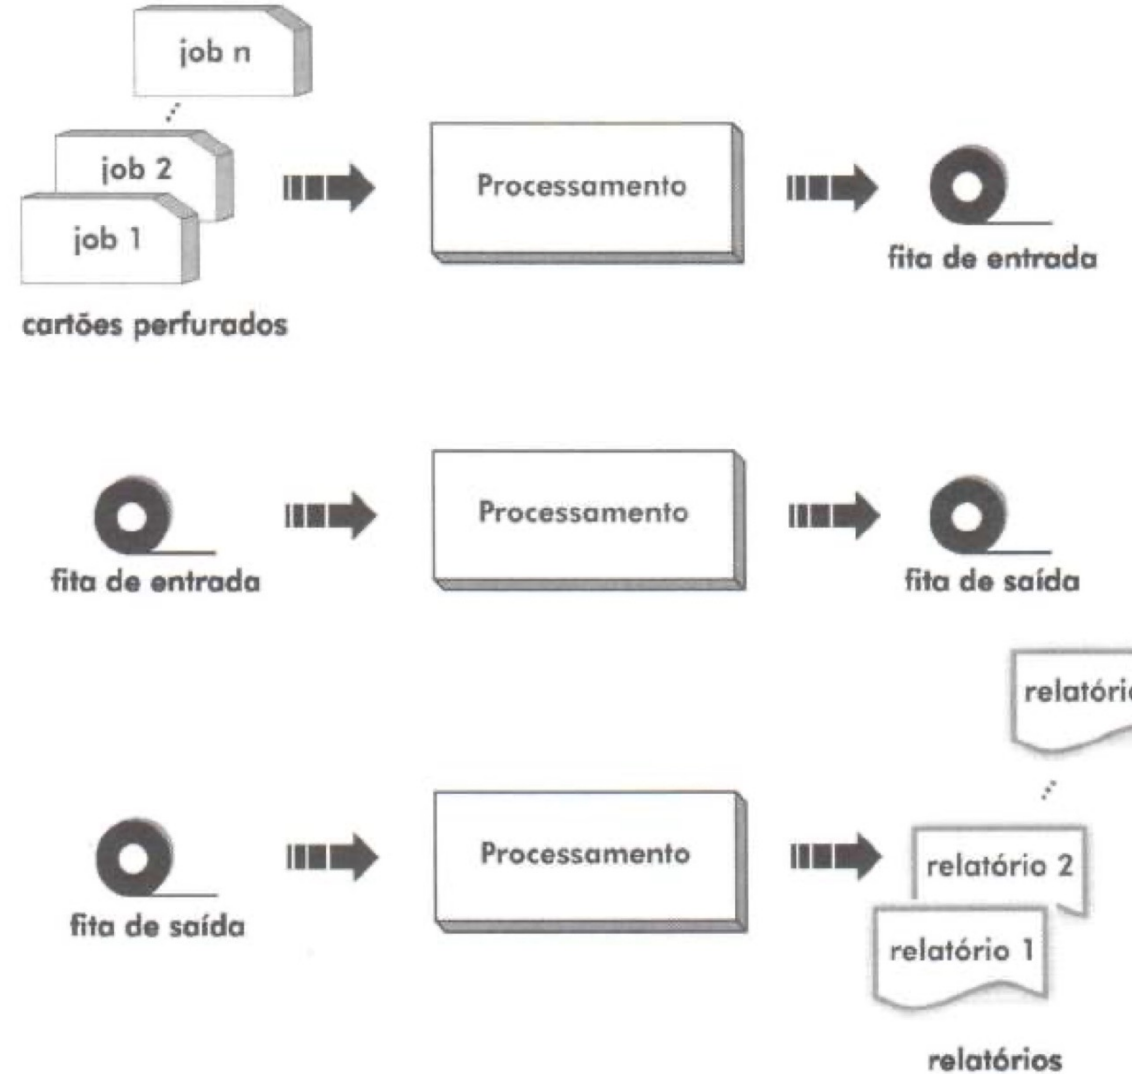 job n
job 2
job 1
cartões perfurados
Processamento
fita de entrada
fita de entrada
Processamento
fita de saída
fita de saída
Processamento
relatório 2
relatório 1
relatórios